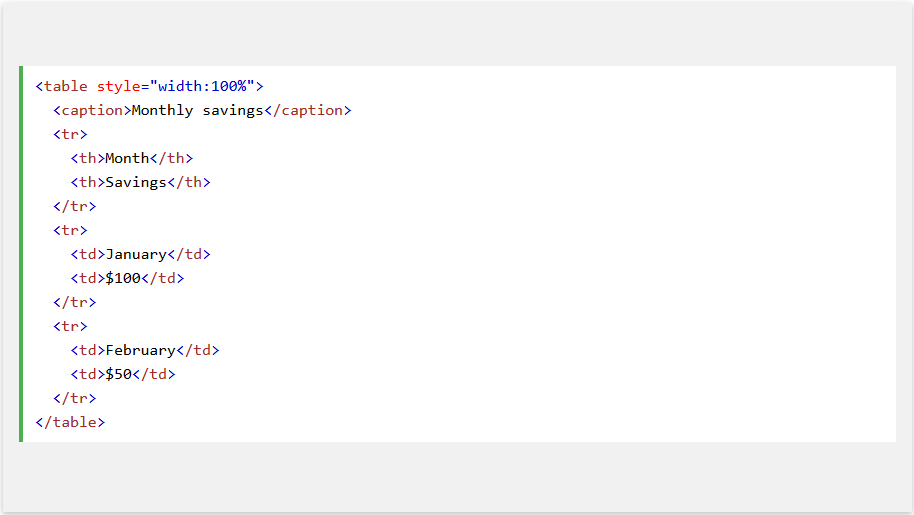 <table style="width:100%">
  <caption>Monthly savings</caption>
  <tr>
    <th>Month</th>
    <th>Savings</th>
  </tr>
  <tr>
    <td>January</td>
    <td>$100</td>
  </tr>
  <tr>
    <td>February</td>
    <td>$50</td>
  </tr>
</table>